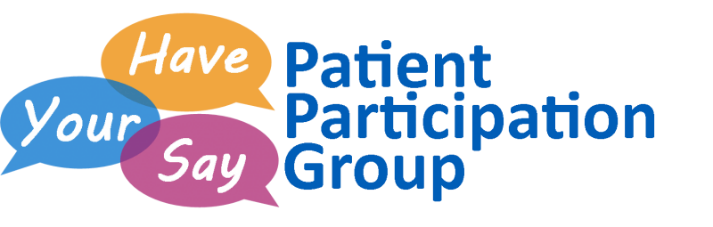 Have
Your
Say
Patient
Participation
Group